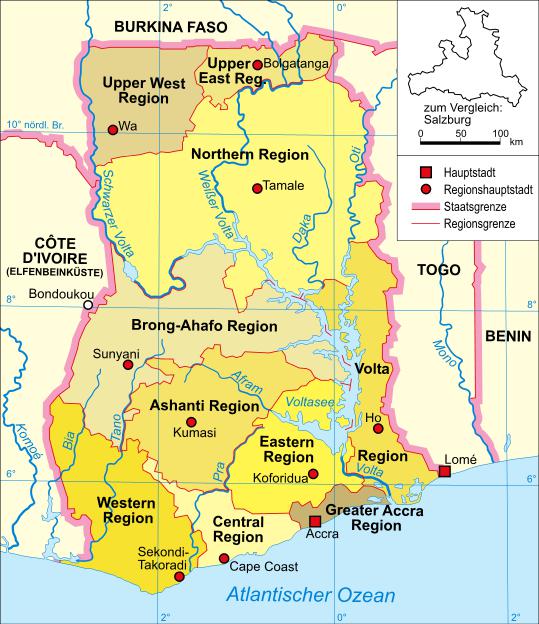 2°
0°
BURKINA FASO
zum Vergleich:
Salzburg
0
50
100
km
Hauptstadt
Regionshauptstadt
Staatsgrenze
Regionsgrenze
Upper
East Reg.
Bolgatanga
Upper West
Region
10° nördl. Br.
Wa
Northern Region
Oti
Tamale
Schwarzer Volta
Weißer Volta
Daka
CÔTE
D'IVOIRE
(ELFENBEINKÜSTE)
Bondoukou
TOGO
8°
8°
Brong-Ahafo Region
BENIN
Mono
Sunyani
Volta
Afram
Ashanti Region
Kumasi
Voltasee
Ho
Bia
Tano
Komoé
Eastern
Region
Region
Pra
Koforidua
Volta
Lomé
6°
6°
Western
Region
Central
Region
Greater Accra
Region
Accra
Sekondi-
Takoradi
Cape Coast
Atlantischer Ozean
2°
0°